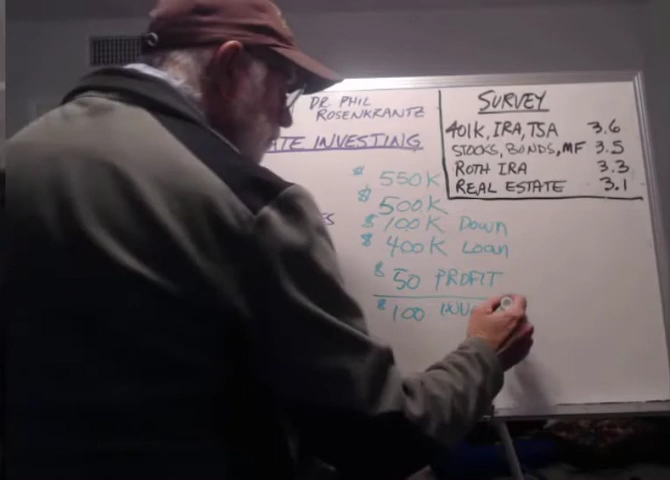 DR. PHIL
ROSENKRANTZ
ATE INVESTING
SURVEY
401K, IRA, TSA 3.6
STOCKS, BONDS, MF 3.5
ROTH IRA 3.3
REAL ESTATE 3.1
$ 550K
$ 500K
$ 100K Down
$ 400K Loan
$ 50 PROFIT
$ 100